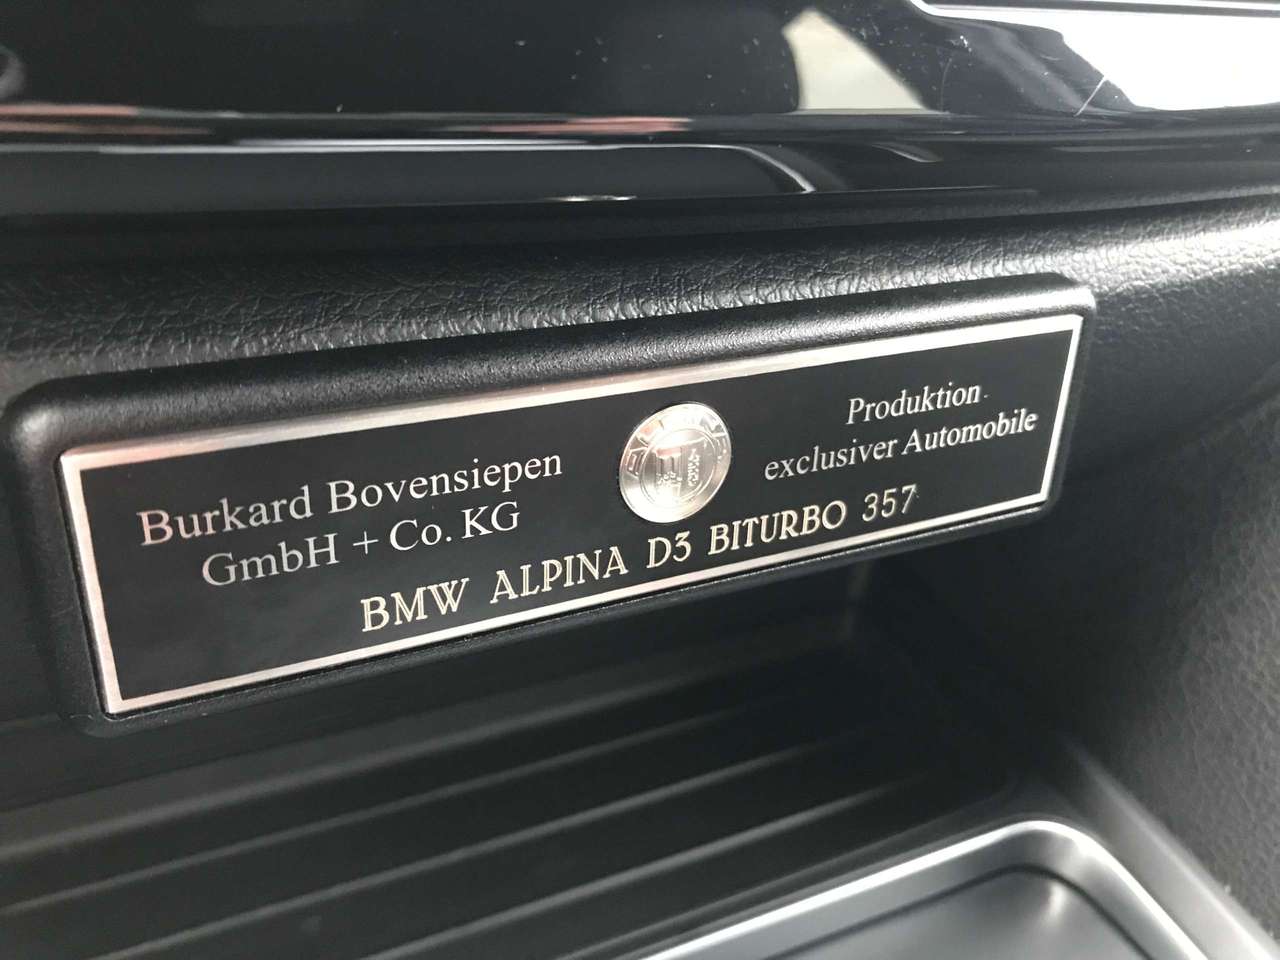 Burkard Bovensiepen
GmbH + Co. KG
Produktion
exclusiver Automobile
BMW ALPINA D3 BITURBO 357